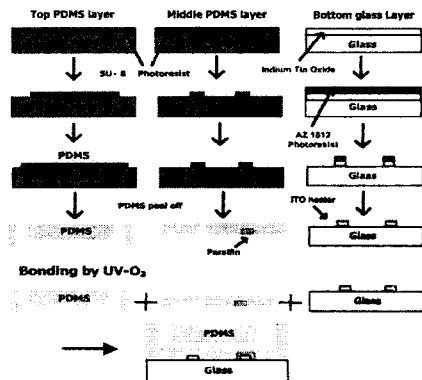 Top PDMS layer
Middle PDMS layer
Bottom glass Layer
Glass
Indium Tin Oxide
SU-8
Photoresist
Glass
AZ 1512
Photoresist
PDMS
Glass
PDMS peel off
ITO heater
PDMS
Paraffin
Glass
Bonding by UV-O₃
PDMS
+
+
Glass
PDMS
Glass